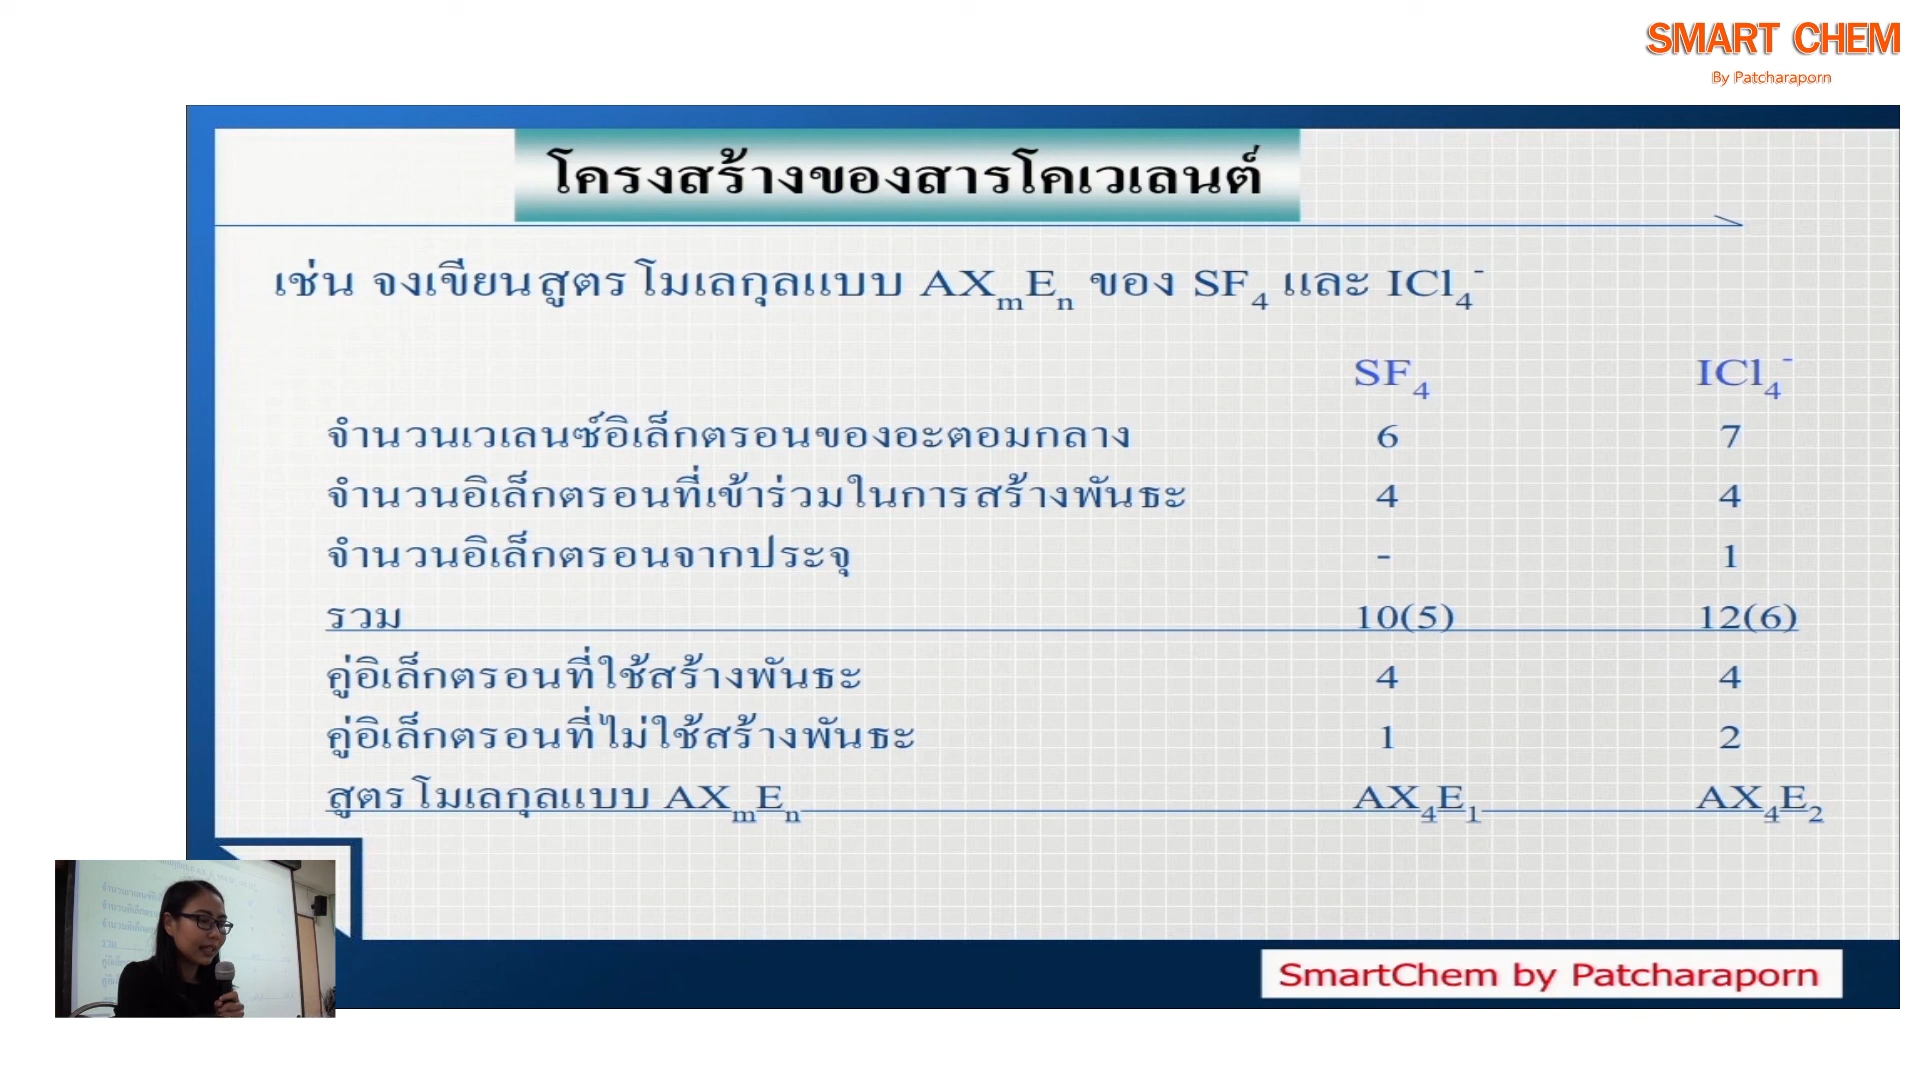 SMART CHEM
By Patcharaporn
โครงสร้างของสารโคเวเลนต์
เช่น จงเขียนสูตรโมเลกุลแบบ AXmEn ของ SF4 และ ICl4-
SF4 ICl4-
จำนวนเวเลนซ์อิเล็กตรอนของอะตอมกลาง 6 7
จำนวนอิเล็กตรอนที่เข้าร่วมในการสร้างพันธะ 4 4
จำนวนอิเล็กตรอนจากประจุ - 1
รวม 10(5) 12(6)
คู่อิเล็กตรอนที่ใช้สร้างพันธะ 4 4
คู่อิเล็กตรอนที่ไม่ใช้สร้างพันธะ 1 2
สูตรโมเลกุลแบบ AXmEn AX4E1 AX4E2
SmartChem by Patcharaporn